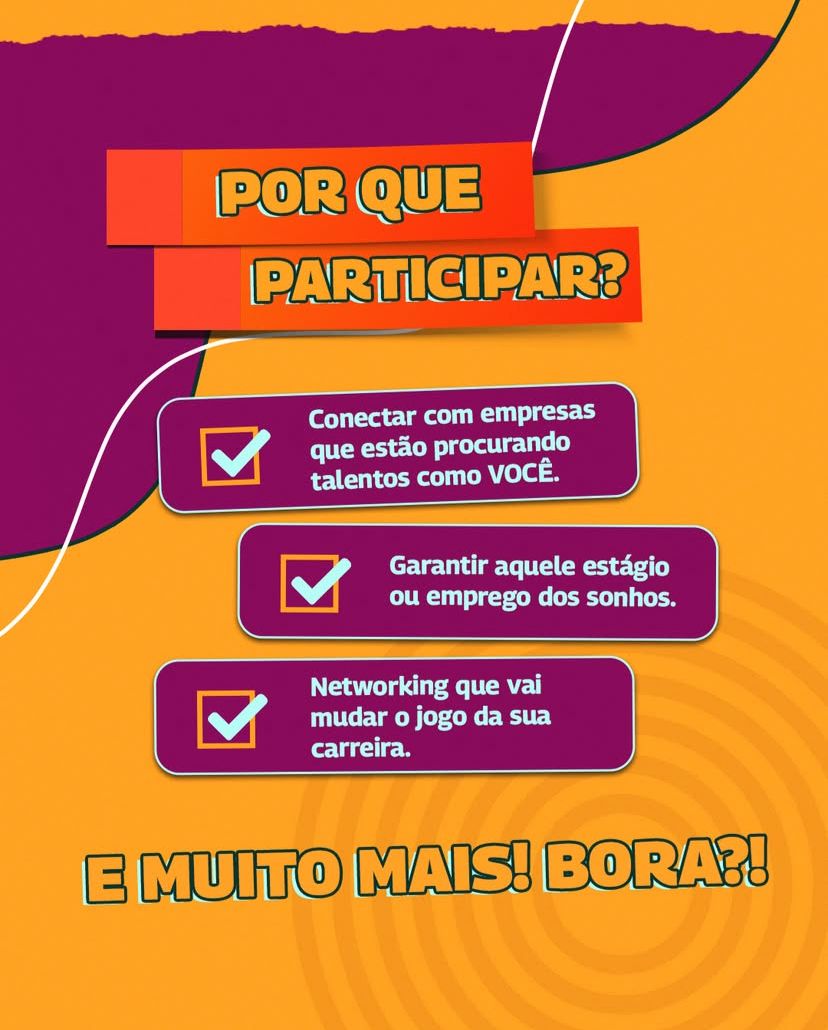 POR QUE
PARTICIPAR?
Conectar com empresas
que estão procurando
talentos como VOCÊ.
Garantir aquele estágio
ou emprego dos sonhos.
Networking que vai
mudar o jogo da sua
carreira.
E MUITO MAIS! BORA?!